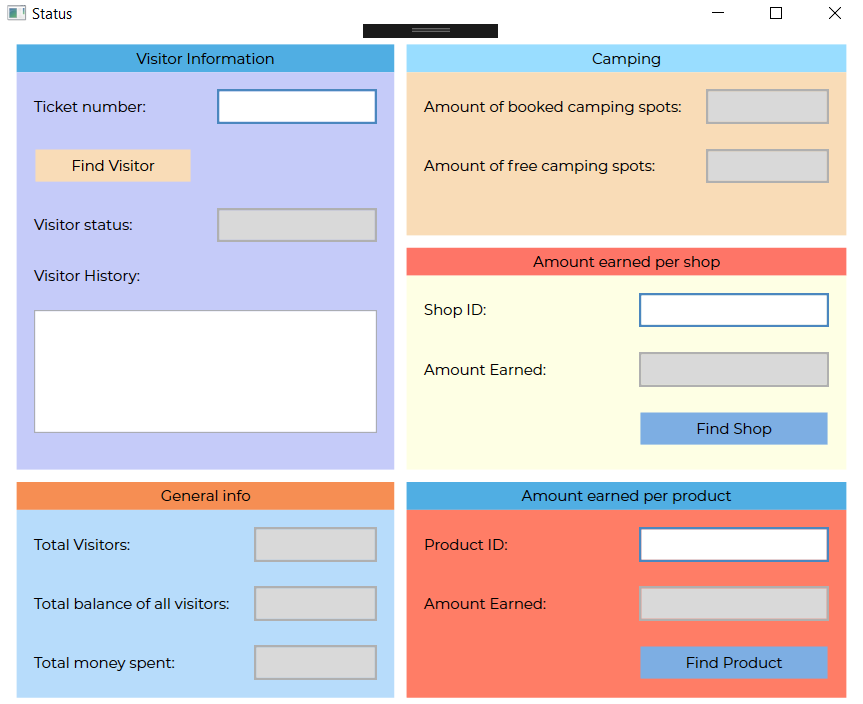 Status
Visitor Information
Ticket number:
Find Visitor
Visitor status:
Visitor History:
General info
Total Visitors:
Total balance of all visitors:
Total money spent:
Camping
Amount of booked camping spots:
Amount of free camping spots:
Amount earned per shop
Shop ID:
Amount Earned:
Find Shop
Amount earned per product
Product ID:
Amount Earned:
Find Product